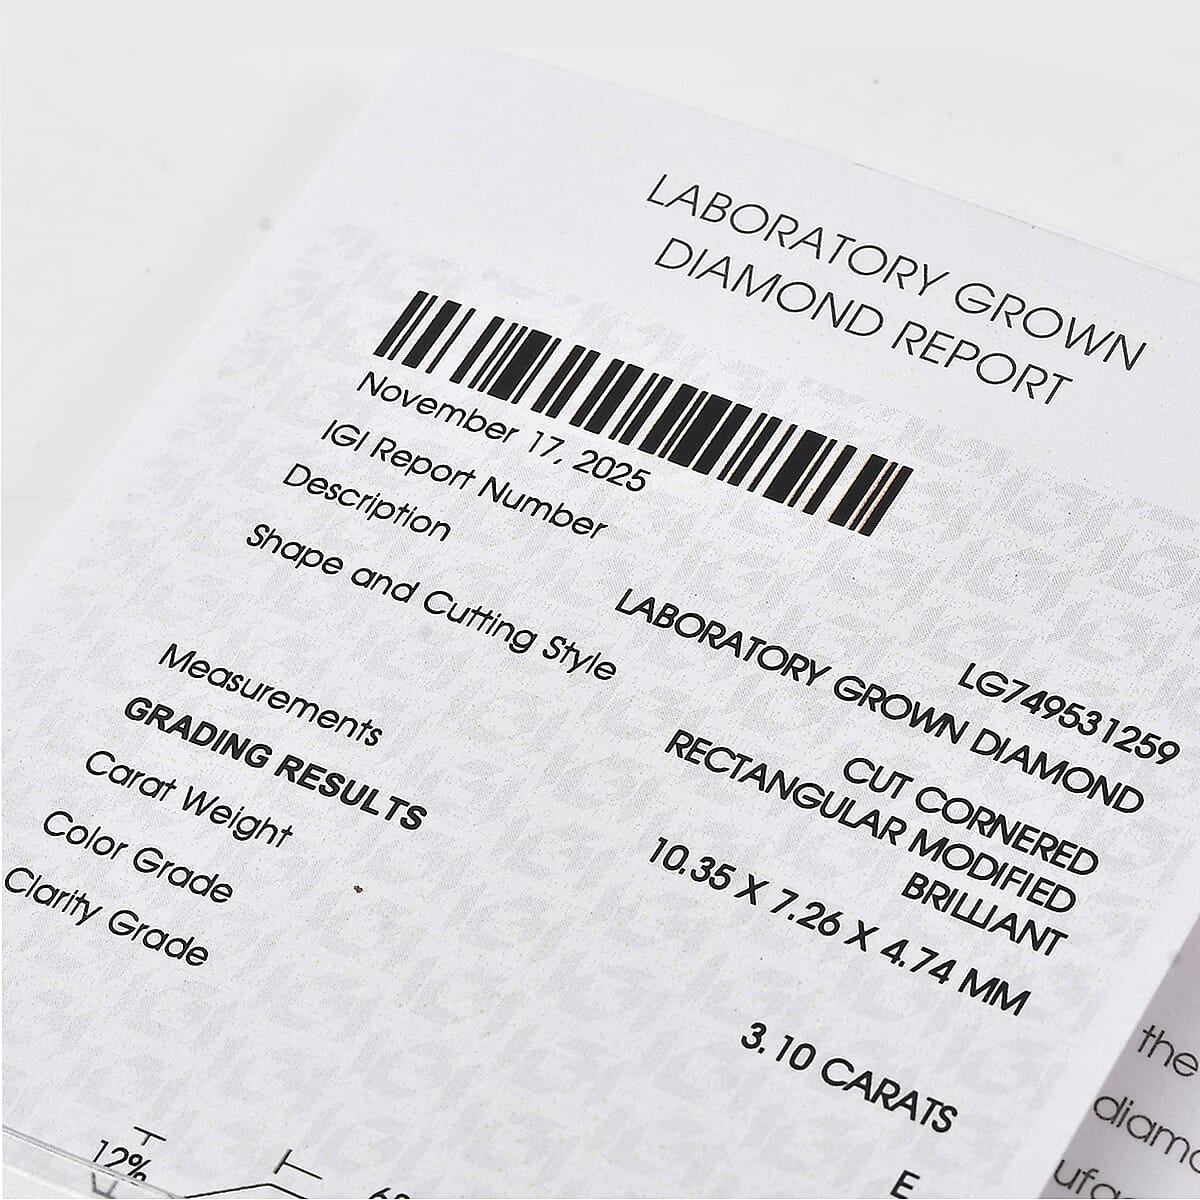 LABORATORY GROWN
DIAMOND REPORT
November 17, 2025
IGI Report Number LG749531259
Description LABORATORY GROWN DIAMOND
Shape and Cutting Style CUT CORNERED
RECTANGULAR MODIFIED
BRILLIANT
Measurements 10.35 X 7.26 X 4.74 MM
GRADING RESULTS
Carat Weight 3.10 CARATS
Color Grade E
Clarity Grade
12%
the